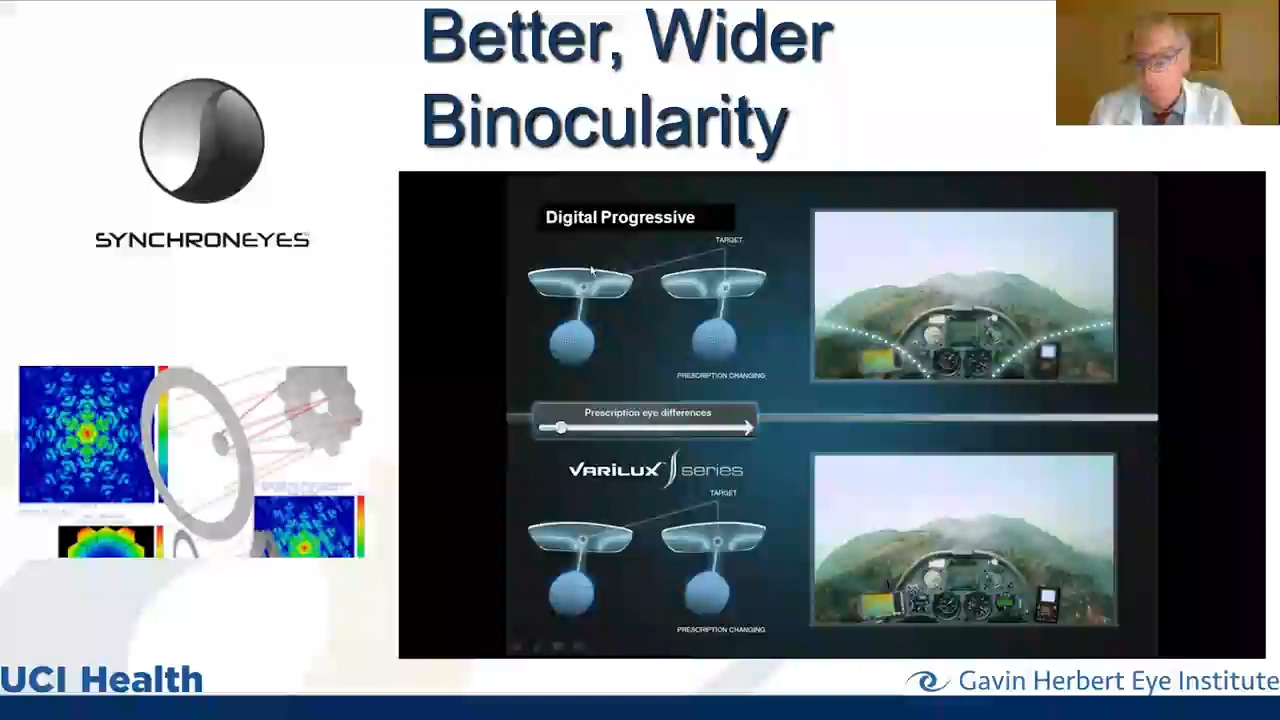 Better, Wider
Binocularity
SYNCHRONEYES
Digital Progressive
TARGET
PRESCRIPTION CHANGING
Prescription eye differences
VARILUX S series
TARGET
PRESCRIPTION CHANGING
UCI Health
Gavin Herbert Eye Institute